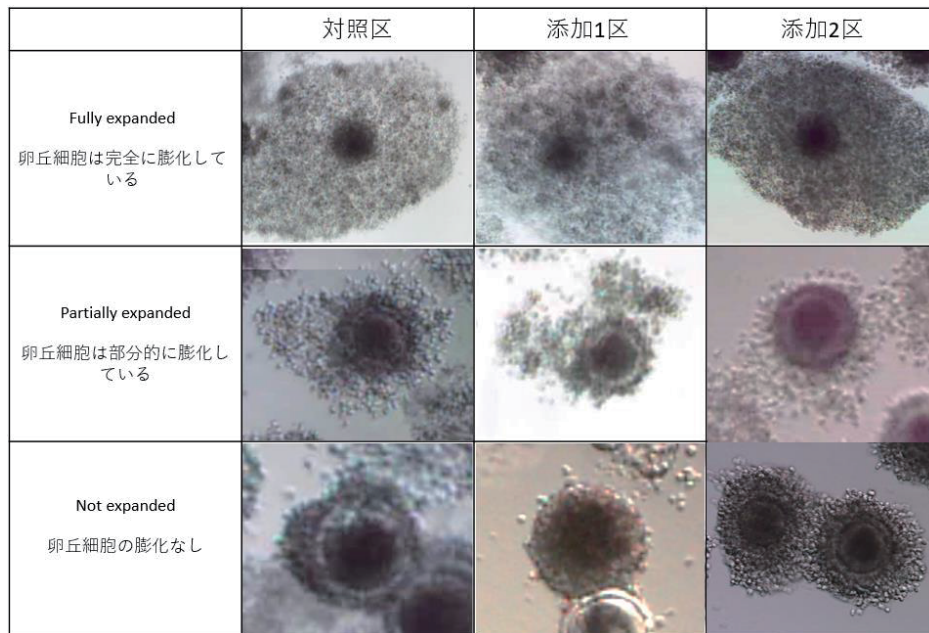 対照区
添加1区
添加2区
Fully expanded
卵丘細胞は完全に膨化して
いる
Partially expanded
卵丘細胞は部分的に膨化し
ている
Not expanded
卵丘細胞の膨化なし